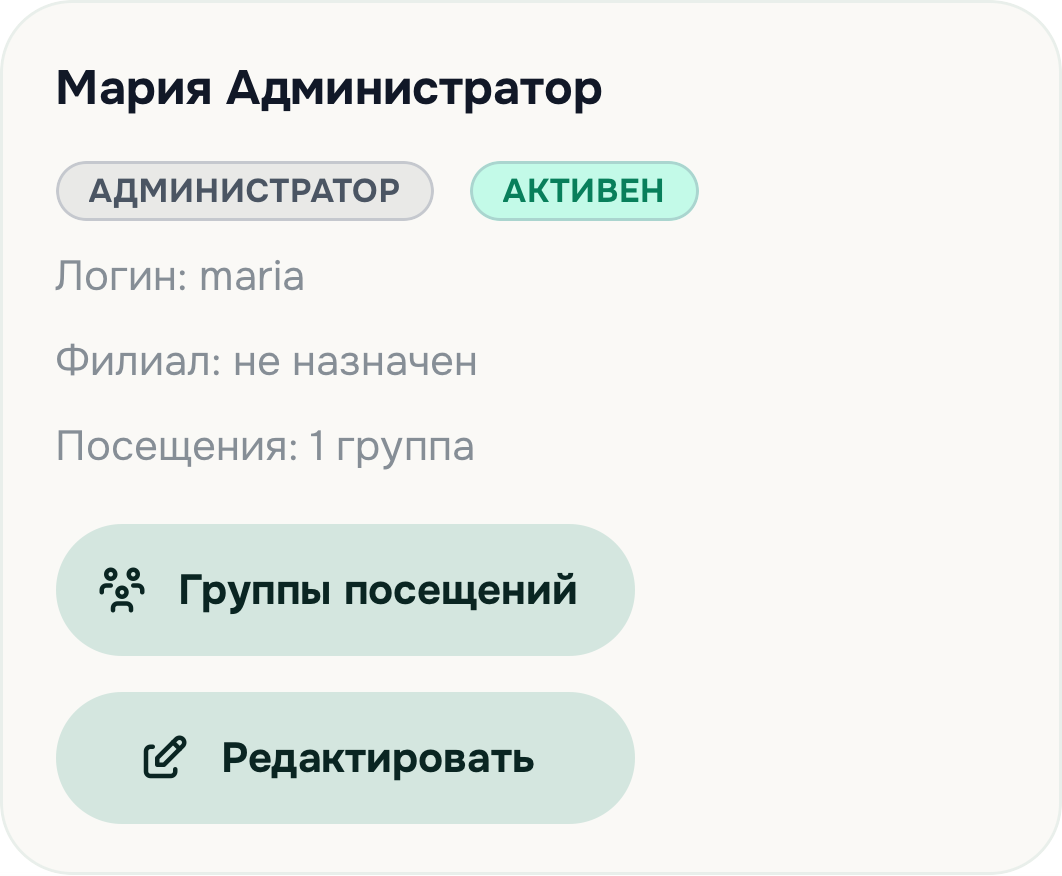 Мария Администратор
АДМИНИСТРАТОР АКТИВЕН
Логин: maria
Филиал: не назначен
Посещения: 1 группа
Группы посещений
Редактировать